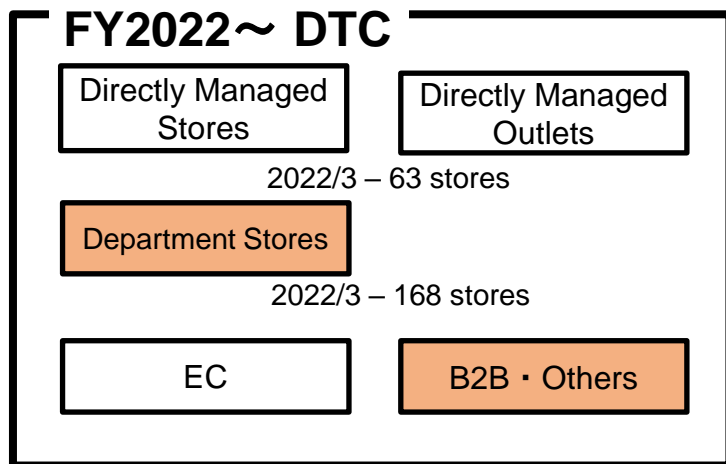 FY2022～ DTC
Directly Managed
Stores
Directly Managed
Outlets
2022/3 – 63 stores
Department Stores
2022/3 – 168 stores
EC
B2B・Others